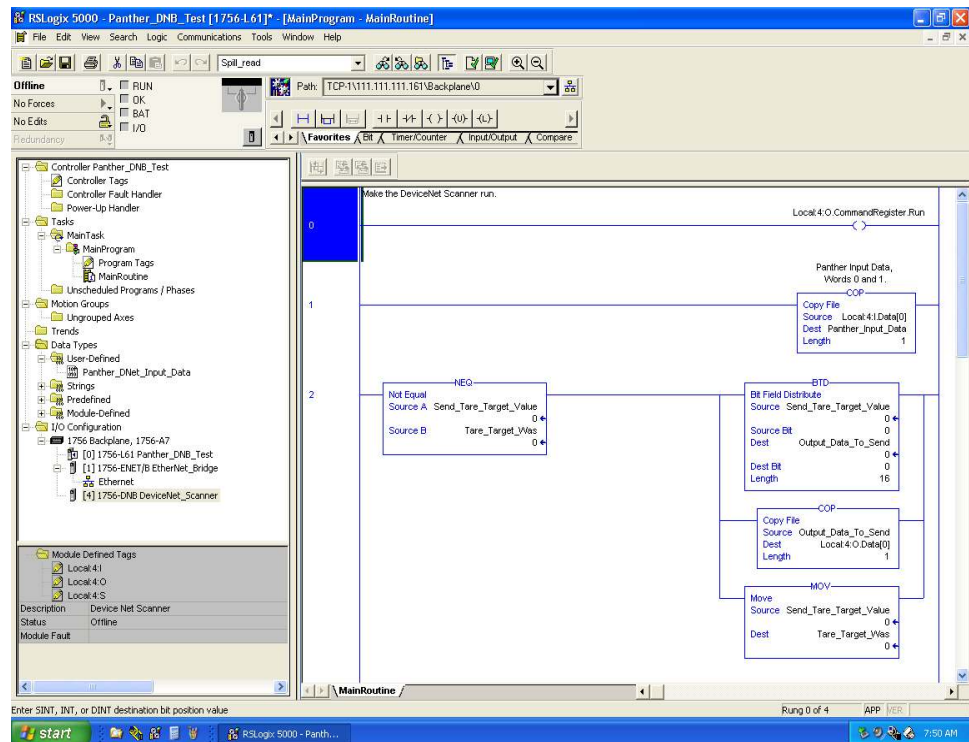 RSLogix 5000 - Panther_DNB_Test [1756-L61]* - [MainProgram - MainRoutine]
File Edit View Search Logic Communications Tools Window Help
Spill_read
Offline
RUN
No Forces
OK
No Edits
BAT
Redundancy
I/O
Path: TCP-1\111.111.111.161\Backplane\0
Favorites Bit Timer/Counter Input/Output Compare
Controller Panther_DNB_Test
Controller Tags
Controller Fault Handler
Power-Up Handler
Tasks
MainTask
MainProgram
Program Tags
MainRoutine
Unscheduled Programs / Phases
Motion Groups
Ungrouped Axes
Trends
Data Types
User-Defined
Panther_DNet_Input_Data
Strings
Predefined
Module-Defined
I/O Configuration
1756 Backplane, 1756-A7
[0] 1756-L61 Panther_DNB_Test
[1] 1756-ENET/B EtherNet_Bridge
Ethernet
[4] 1756-DNB DeviceNet_Scanner
Module Defined Tags
Local:4:I
Local:4:O
Local:4:S
Description Device Net Scanner
Status Offline
Module Fault
Make the DeviceNet Scanner run.
0
Local:4:O.CommandRegister.Run
Panther Input Data,
Words 0 and 1.
1
COP
Copy File
Source Local:4:I.Data[0]
Dest Panther_Input_Data
Length 1
2
NEQ
Not Equal
Source A Send_Tare_Target_Value
0
Source B Tare_Target_Was
0
BTD
Bit Field Distribute
Source Send_Tare_Target_Value
0
Source Bit 0
Dest Output_Data_To_Send
0
Dest Bit 0
Length 16
COP
Copy File
Source Output_Data_To_Send
Dest Local:4:O.Data[0]
Length 1
MOV
Move
Source Send_Tare_Target_Value
0
Dest Tare_Target_Was
0
MainRoutine
Enter SINT, INT, or DINT destination bit position value
Rung 0 of 4 APP VER
start
RSLogix 5000 - Panth...
7:50 AM